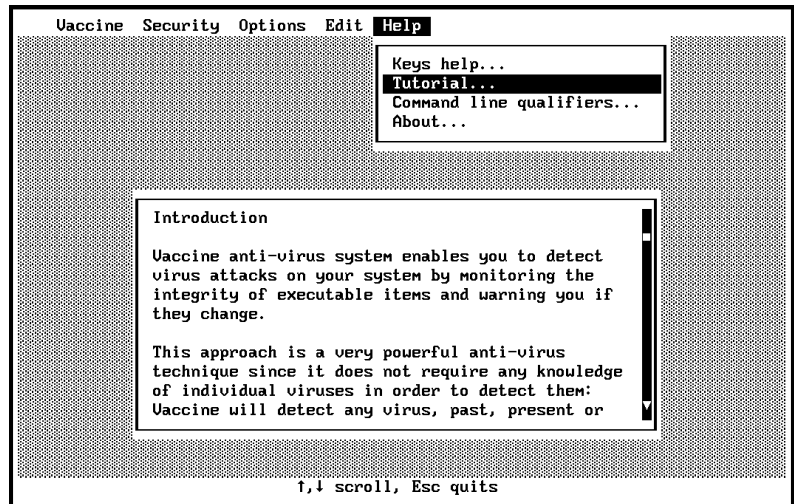 Vaccine Security Options Edit Help
Keys help...
Tutorial...
Command line qualifiers...
About...
Introduction
Vaccine anti-virus system enables you to detect
virus attacks on your system by monitoring the
integrity of executable items and warning you if
they change.
This approach is a very powerful anti-virus
technique since it does not require any knowledge
of individual viruses in order to detect them:
Vaccine will detect any virus, past, present or
↑,↓ scroll, Esc quits